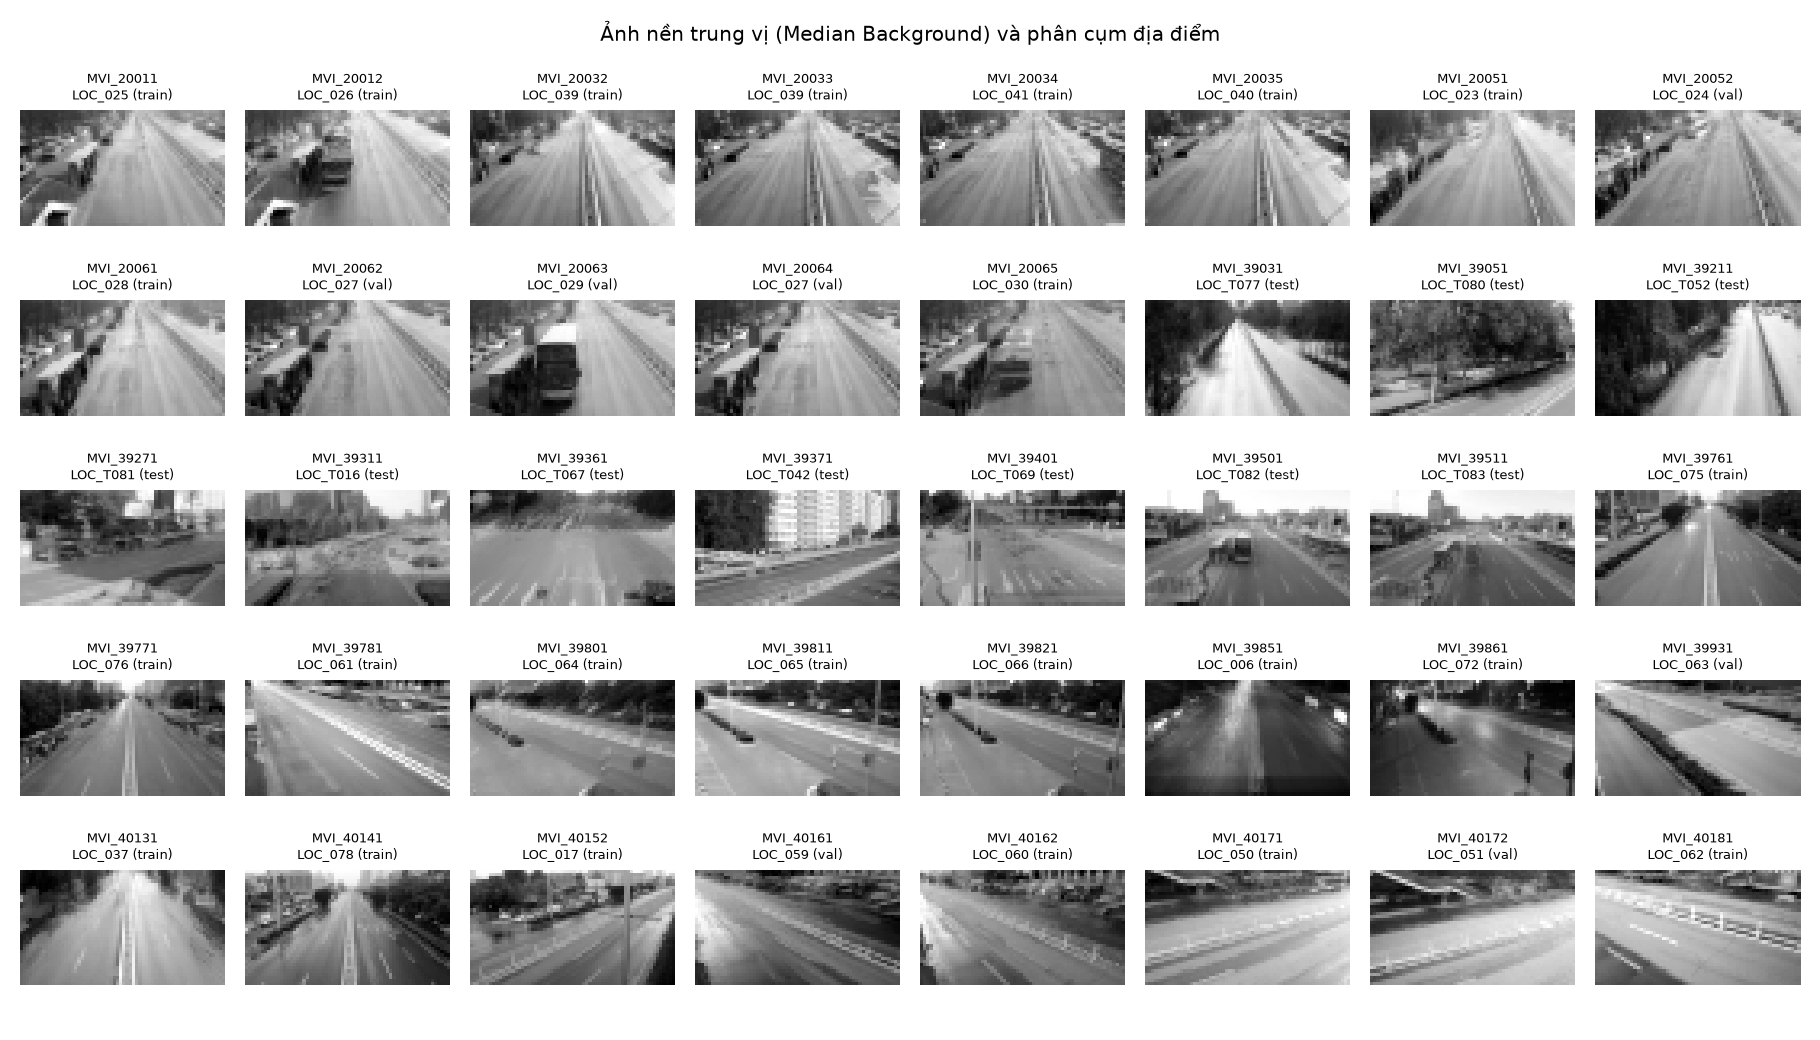 Ảnh nền trung vị (Median Background) và phân cụm địa điểm
MVI_20011
LOC_025 (train)
MVI_20012
LOC_026 (train)
MVI_20032
LOC_039 (train)
MVI_20033
LOC_039 (train)
MVI_20034
LOC_041 (train)
MVI_20035
LOC_040 (train)
MVI_20051
LOC_023 (train)
MVI_20052
LOC_024 (val)
MVI_20061
LOC_028 (train)
MVI_20062
LOC_027 (val)
MVI_20063
LOC_029 (val)
MVI_20064
LOC_027 (val)
MVI_20065
LOC_030 (train)
MVI_39031
LOC_T077 (test)
MVI_39051
LOC_T080 (test)
MVI_39211
LOC_T052 (test)
MVI_39271
LOC_T081 (test)
MVI_39311
LOC_T016 (test)
MVI_39361
LOC_T067 (test)
MVI_39371
LOC_T042 (test)
MVI_39401
LOC_T069 (test)
MVI_39501
LOC_T082 (test)
MVI_39511
LOC_T083 (test)
MVI_39761
LOC_075 (train)
MVI_39771
LOC_076 (train)
MVI_39781
LOC_061 (train)
MVI_39801
LOC_064 (train)
MVI_39811
LOC_065 (train)
MVI_39821
LOC_066 (train)
MVI_39851
LOC_006 (train)
MVI_39861
LOC_072 (train)
MVI_39931
LOC_063 (val)
MVI_40131
LOC_037 (train)
MVI_40141
LOC_078 (train)
MVI_40152
LOC_017 (train)
MVI_40161
LOC_059 (val)
MVI_40162
LOC_060 (train)
MVI_40171
LOC_050 (train)
MVI_40172
LOC_051 (val)
MVI_40181
LOC_062 (train)